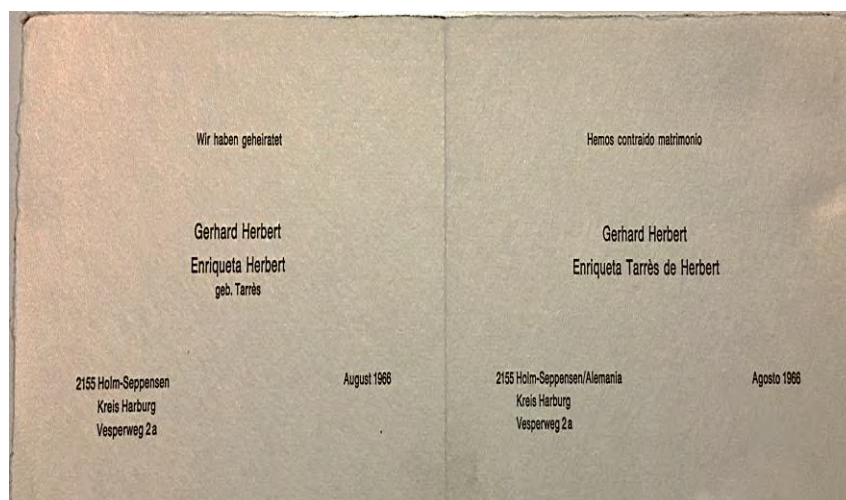 Wir haben geheiratet
Gerhard Herbert
Enriqueta Herbert
geb. Tarrès
2155 Holm-Seppensen
Kreis Harburg
Vesperweg 2a
August 1966
Hemos contraido matrimonio
Gerhard Herbert
Enriqueta Tarrès de Herbert
2155 Holm-Seppensen/Alemania
Kreis Harburg
Vesperweg 2a
Agosto 1966